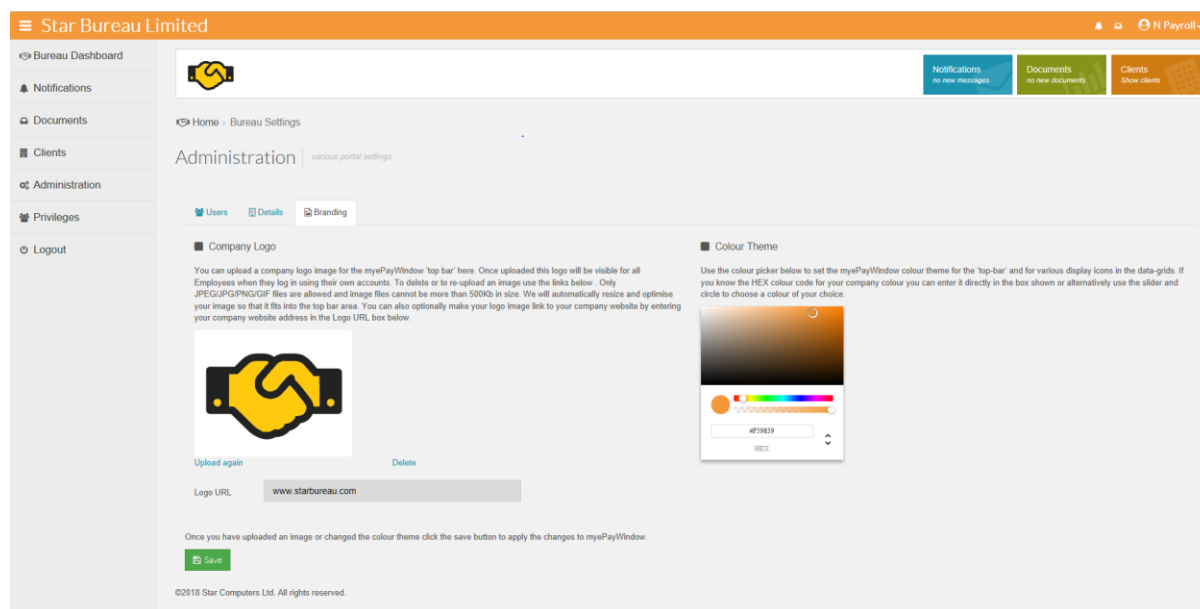 Star Bureau Limited
N Payroll
Bureau Dashboard
Notifications
Documents
Clients
Administration
Privileges
Logout
Notifications
no new messages
Documents
no new documents
Clients
Show clients
Home > Bureau Settings
Administration
various portal settings
Users
Details
Branding
Company Logo
You can upload a company logo image for the myePayWindow 'top bar' here. Once uploaded this logo will be visible for all
Employees when they log in using their own accounts. To delete or to re-upload an image use the links below . Only
JPEG/JPG/PNG/GIF files are allowed and image files cannot be more than 500Kb in size. We will automatically resize and optimise
your image so that it fits into the top bar area. You can also optionally make your logo image link to your company website by entering
your company website address in the Logo URL box below.
Upload again
Delete
Logo URL
www.starbureau.com
Colour Theme
Use the colour picker below to set the myePayWindow colour theme for the 'top-bar' and for various display icons in the data-grids. If
you know the HEX colour code for your company colour you can enter it directly in the box shown or alternatively use the slider and
circle to choose a colour of your choice.
#F59839
HEX
Once you have uploaded an image or changed the colour theme click the save button to apply the changes to myePayWindow.
Save
©2018 Star Computers Ltd. All rights reserved.